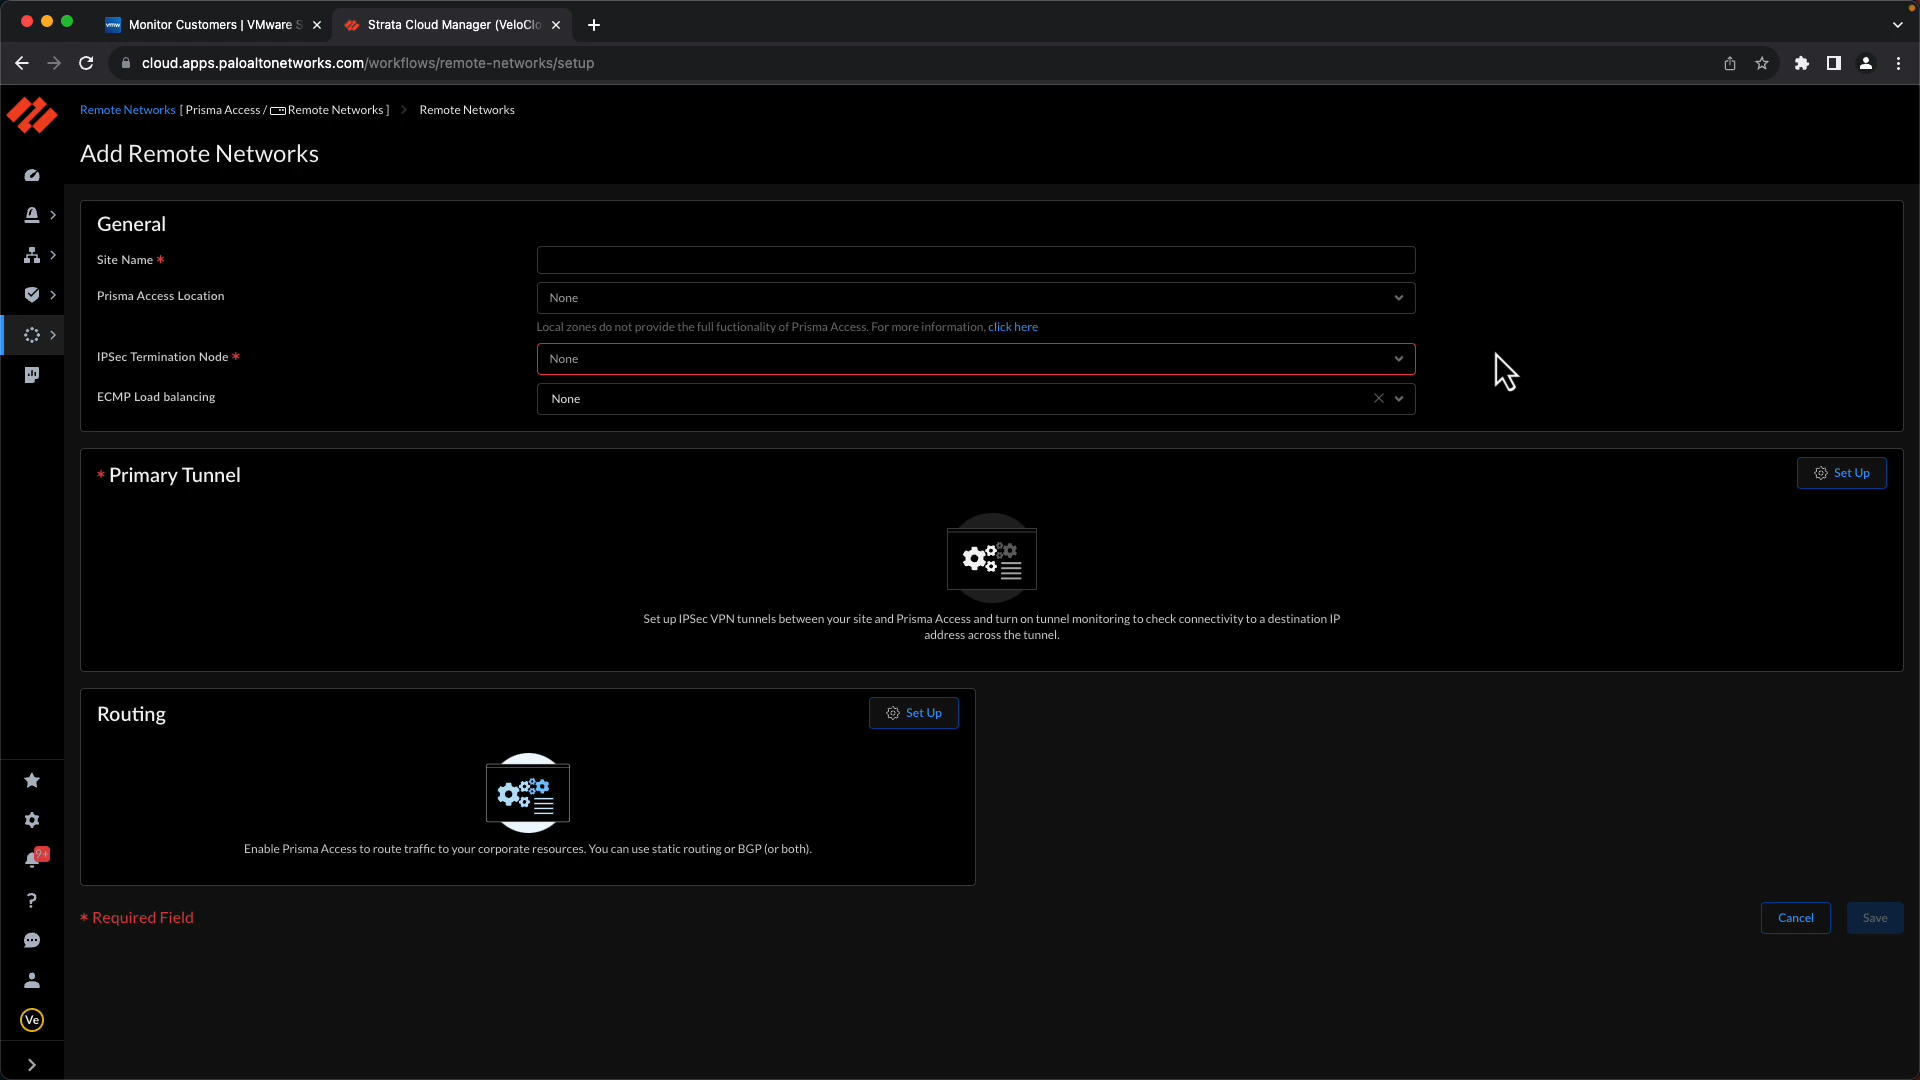 Monitor Customers | VMware S
Strata Cloud Manager (VeloClo
cloud.apps.paloaltonetworks.com/workflows/remote-networks/setup
Remote Networks [ Prisma Access / Remote Networks ] Remote Networks
Add Remote Networks
General
Site Name *
Prisma Access Location
None
Local zones do not provide the full fuctionality of Prisma Access. For more information, click here
IPSec Termination Node *
None
ECMP Load balancing
None
* Primary Tunnel
Set Up
Set up IPSec VPN tunnels between your site and Prisma Access and turn on tunnel monitoring to check connectivity to a destination IP
address across the tunnel.
Routing
Set Up
Enable Prisma Access to route traffic to your corporate resources. You can use static routing or BGP (or both).
9+
* Required Field
Cancel
Save
Ve